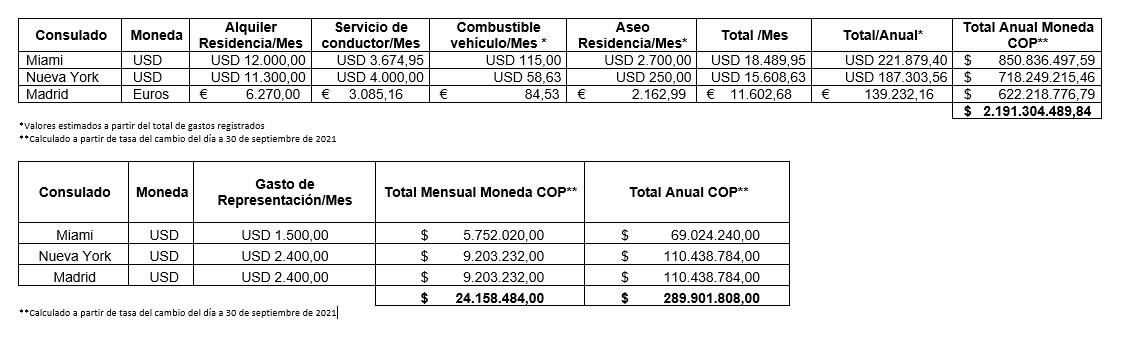 Consulado Moneda Alquiler Residencia/Mes Servicio de conductor/Mes Combustible vehículo/Mes * Aseo Residencia/Mes* Total /Mes Total/Anual* Total Anual Moneda COP**
Miami USD USD 12.000,00 USD 3.674,95 USD 115,00 USD 2.700,00 USD 18.489,95 USD 221.879,40 $ 850.836.497,59
Nueva York USD USD 11.300,00 USD 4.000,00 USD 58,63 USD 250,00 USD 15.608,63 USD 187.303,56 $ 718.249.215,46
Madrid Euros € 6.270,00 € 3.085,16 € 84,53 € 2.162,99 € 11.602,68 € 139.232,16 $ 622.218.776,79
$ 2.191.304.489,84
*Valores estimados a partir del total de gastos registrados
**Calculado a partir de tasa del cambio del día a 30 de septiembre de 2021
Consulado Moneda Gasto de Representación/Mes Total Mensual Moneda COP** Total Anual COP**
Miami USD USD 1.500,00 $ 5.752.020,00 $ 69.024.240,00
Nueva York USD USD 2.400,00 $ 9.203.232,00 $ 110.438.784,00
Madrid USD USD 2.400,00 $ 9.203.232,00 $ 110.438.784,00
$ 24.158.484,00 $ 289.901.808,00
**Calculado a partir de tasa del cambio del día a 30 de septiembre de 2021